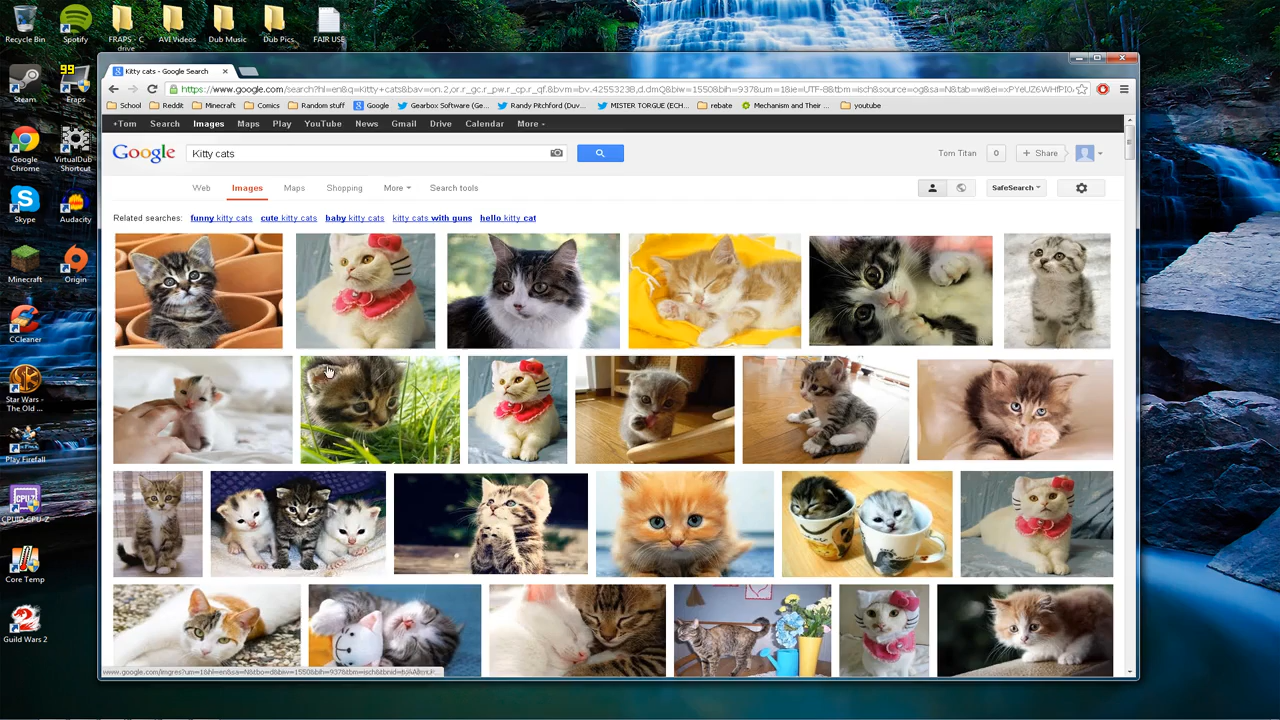 Recycle Bin
Spotify
FRAPS - C drive
AVI Videos
Dub Music
Dub Pics
FAIR USE
Steam
99
Fraps
Google Chrome
VirtualDub Shortcut
Skype
Audacity
Minecraft
Origin
CCleaner
Star Wars - The Old ...
Play Firefall
CPU-Z
CPUID CPU-Z
Core Temp
Guild Wars 2
Kitty cats - Google Search
School
Reddit
Minecraft
Comics
Random stuff
Google
Gearbox Software (Ge...
Randy Pitchford (Duv...
MISTER TORGUE (ECH...
rebate
Mechanism and Their ...
youtube
+Tom Search Images Maps Play YouTube News Gmail Drive Calendar More
Google
Kitty cats
Tom Titan
0
+ Share
Web Images Maps Shopping More Search tools
SafeSearch
Related searches: funny kitty cats cute kitty cats baby kitty cats kitty cats with guns hello kitty cat